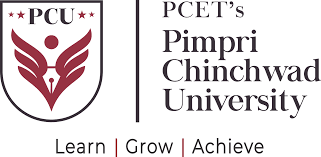 PCU
PCET's
Pimpri
Chinchwad
University
Learn | Grow | Achieve